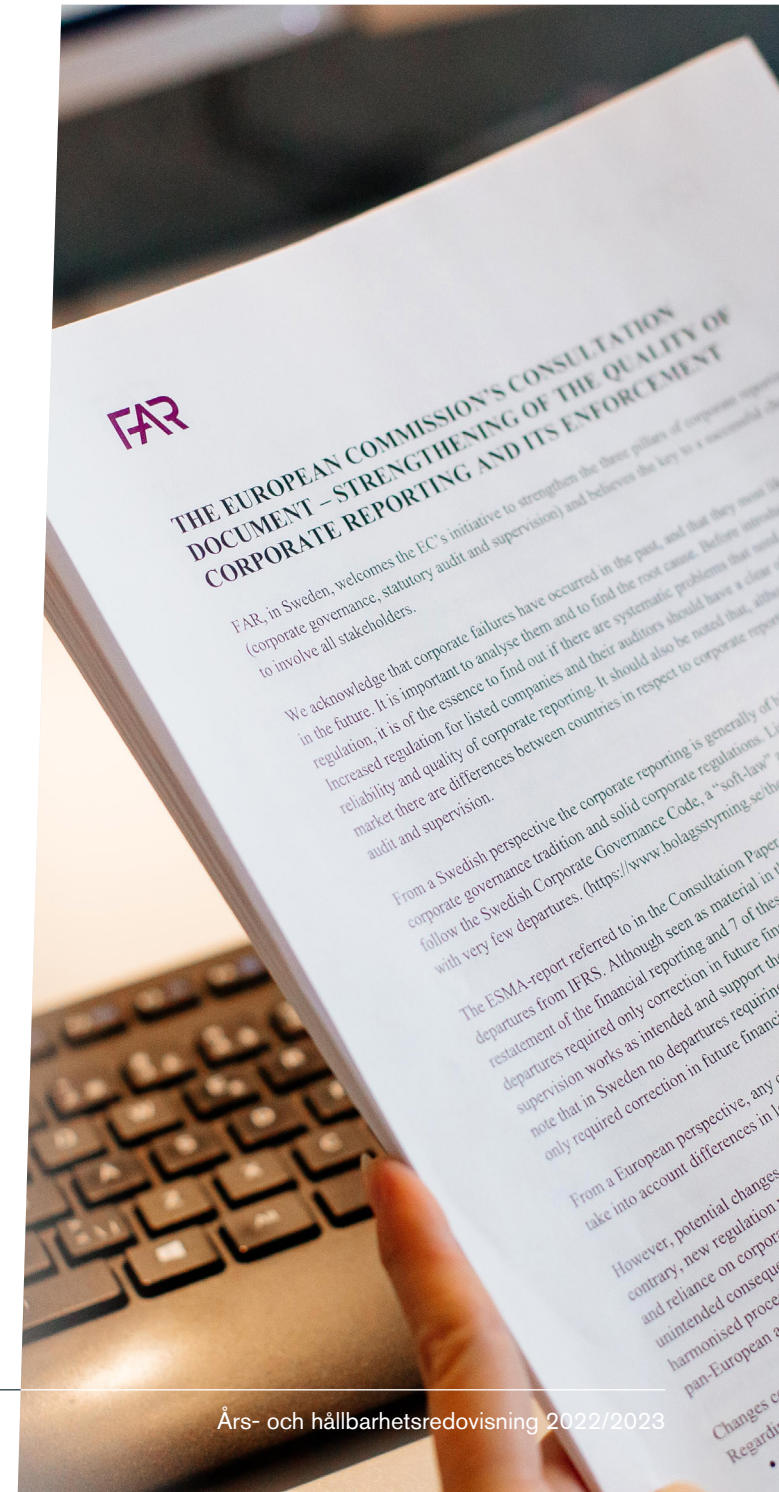 FAR
THE EUROPEAN COMMISSION'S CONSULTATION
DOCUMENT – STRENGTHENING OF THE QUALITY OF
CORPORATE REPORTING AND ITS ENFORCEMENT
FAR, in Sweden, welcomes the EC's initiative to strengthen the three pillars of corporate
(corporate governance, statutory audit and supervision) and believes the key to a successful
to involve all stakeholders.
We acknowledge that corporate failures have occurred in the past, and that they most
in the future. It is important to analyse them and to find the root cause. Before
regulation, it is of the essence to find out if there are systematic problems that
Increased regulation for listed companies and their auditors should have a clear
reliability and quality of corporate reporting. It should also be noted that,
market there are differences between countries in respect to corporate
audit and supervision.
From a Swedish perspective the corporate reporting is generally of
corporate governance tradition and solid corporate regulations.
follow the Swedish Corporate Governance Code, a "soft-law"
with very few departures. (https://www.bolagsstyrning.se/the
The ESMA-report referred to in the Consultation Paper
departures from IFRS. Although seen as material in
restatement of the financial reporting and 7 of
departures required only correction in future
supervision works as intended and support the
note that in Sweden no departures requiring
only required correction in future
From a European perspective, any
take into account differences in
However, potential changes
contrary, new regulation
and reliance on
unintended
harmonised
pan-European
Changes
Års- och hållbarhetsredovisning 2022/2023